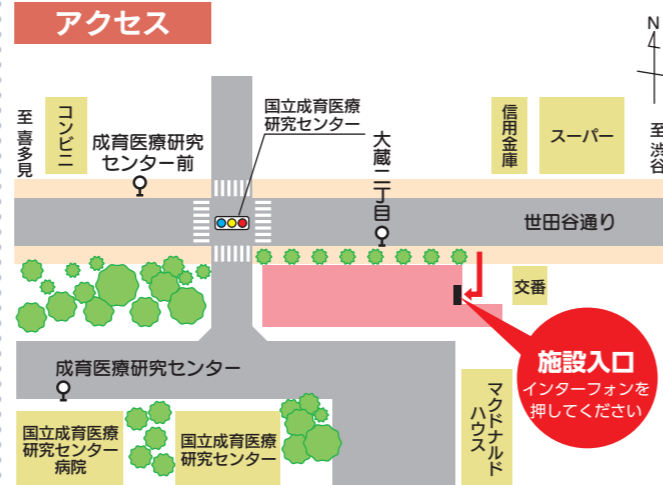 アクセス
N
至 喜多見
コンビニ
成育医療研究
センター前
国立成育医療
研究センター
大蔵二丁目
信用金庫
スーパー
至 渋谷
世田谷通り
交番
施設入口
インターフォンを
押してください
成育医療研究センター
国立成育医療
研究センター
病院
国立成育医療
研究センター
マクドナルド
ハウス